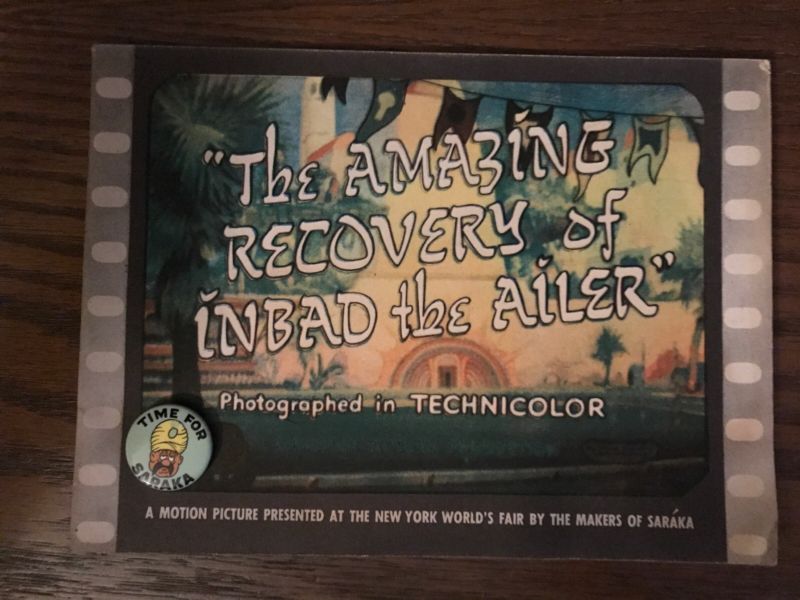 "The AMAZING
RECOVERY of
INBAD the AILER"
Photographed in TECHNICOLOR
TIME FOR
SARAKA
A MOTION PICTURE PRESENTED AT THE NEW YORK WORLD'S FAIR BY THE MAKERS OF SARÁKA